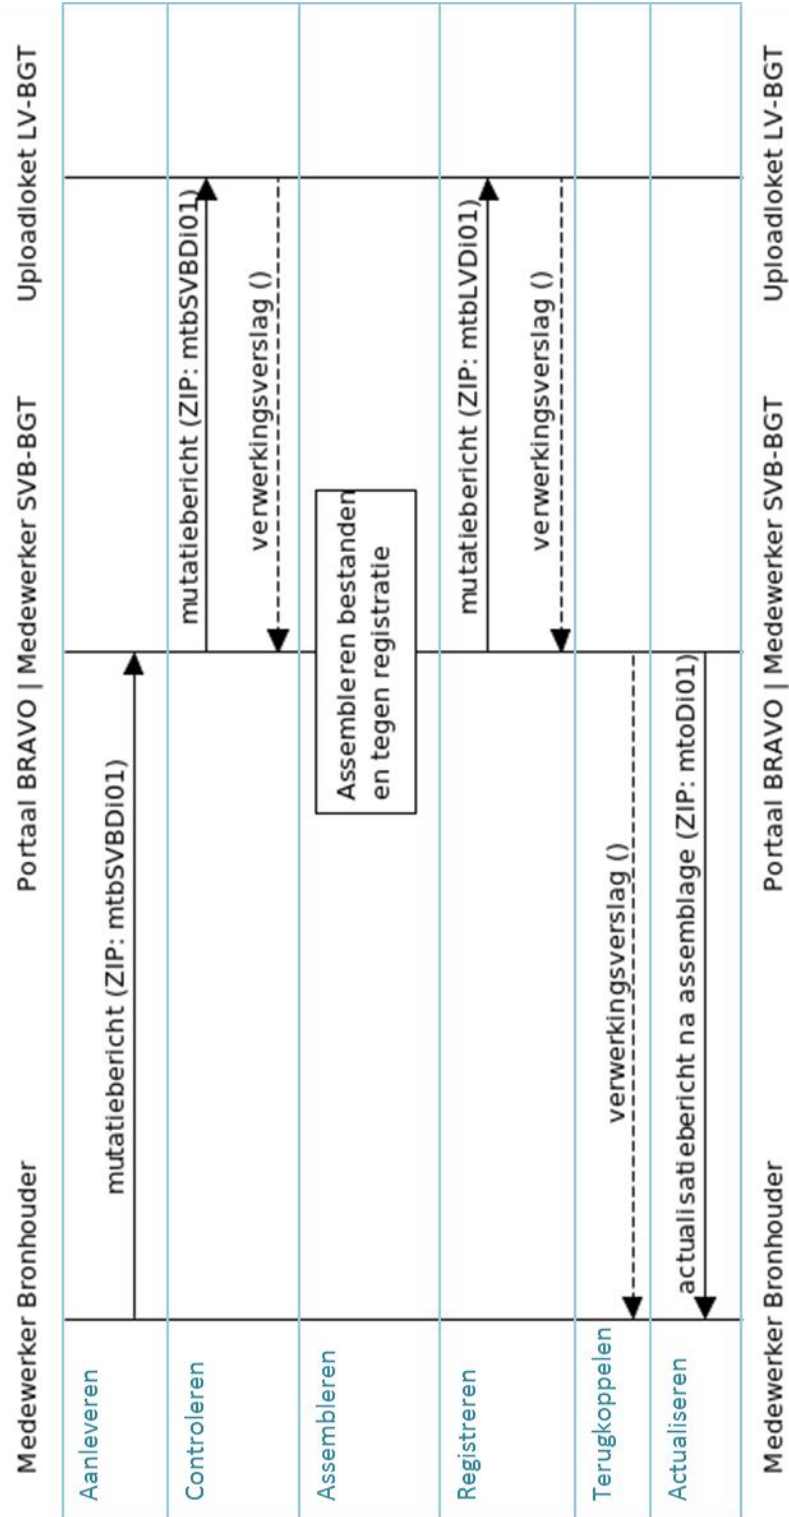 Medewerker Bronhouder
Portaal BRAVO | Medewerker SVB-BGT
Uploadloket LV-BGT
Aanleveren
mutatiebericht (ZIP: mtbSVBDi01)
Controleren
mutatiebericht (ZIP: mtbSVBDi01)
verwerkingsverslag ()
Assembleren
Assembleren bestanden
en tegen registratie
Registreren
mutatiebericht (ZIP: mtbLVDi01)
verwerkingsverslag ()
Terugkoppelen
verwerkingsverslag ()
Actualiseren
actualisatiebericht na assemblage (ZIP: mtoDi01)
Medewerker Bronhouder
Portaal BRAVO | Medewerker SVB-BGT
Uploadloket LV-BGT